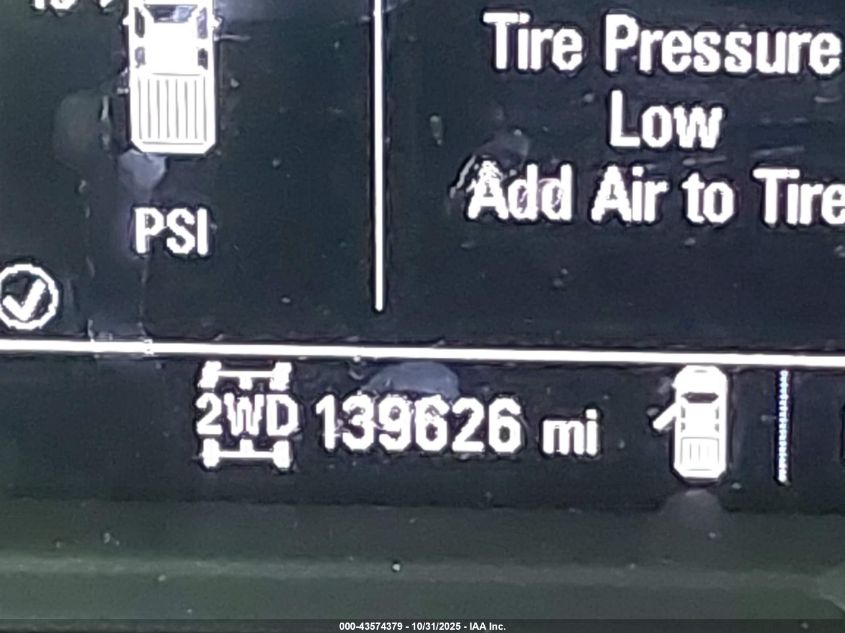 Tire Pressure
Low
Add Air to Tire
PSI
2WD 139626 mi
000-43574379 - 10/31/2025 - IAA Inc.